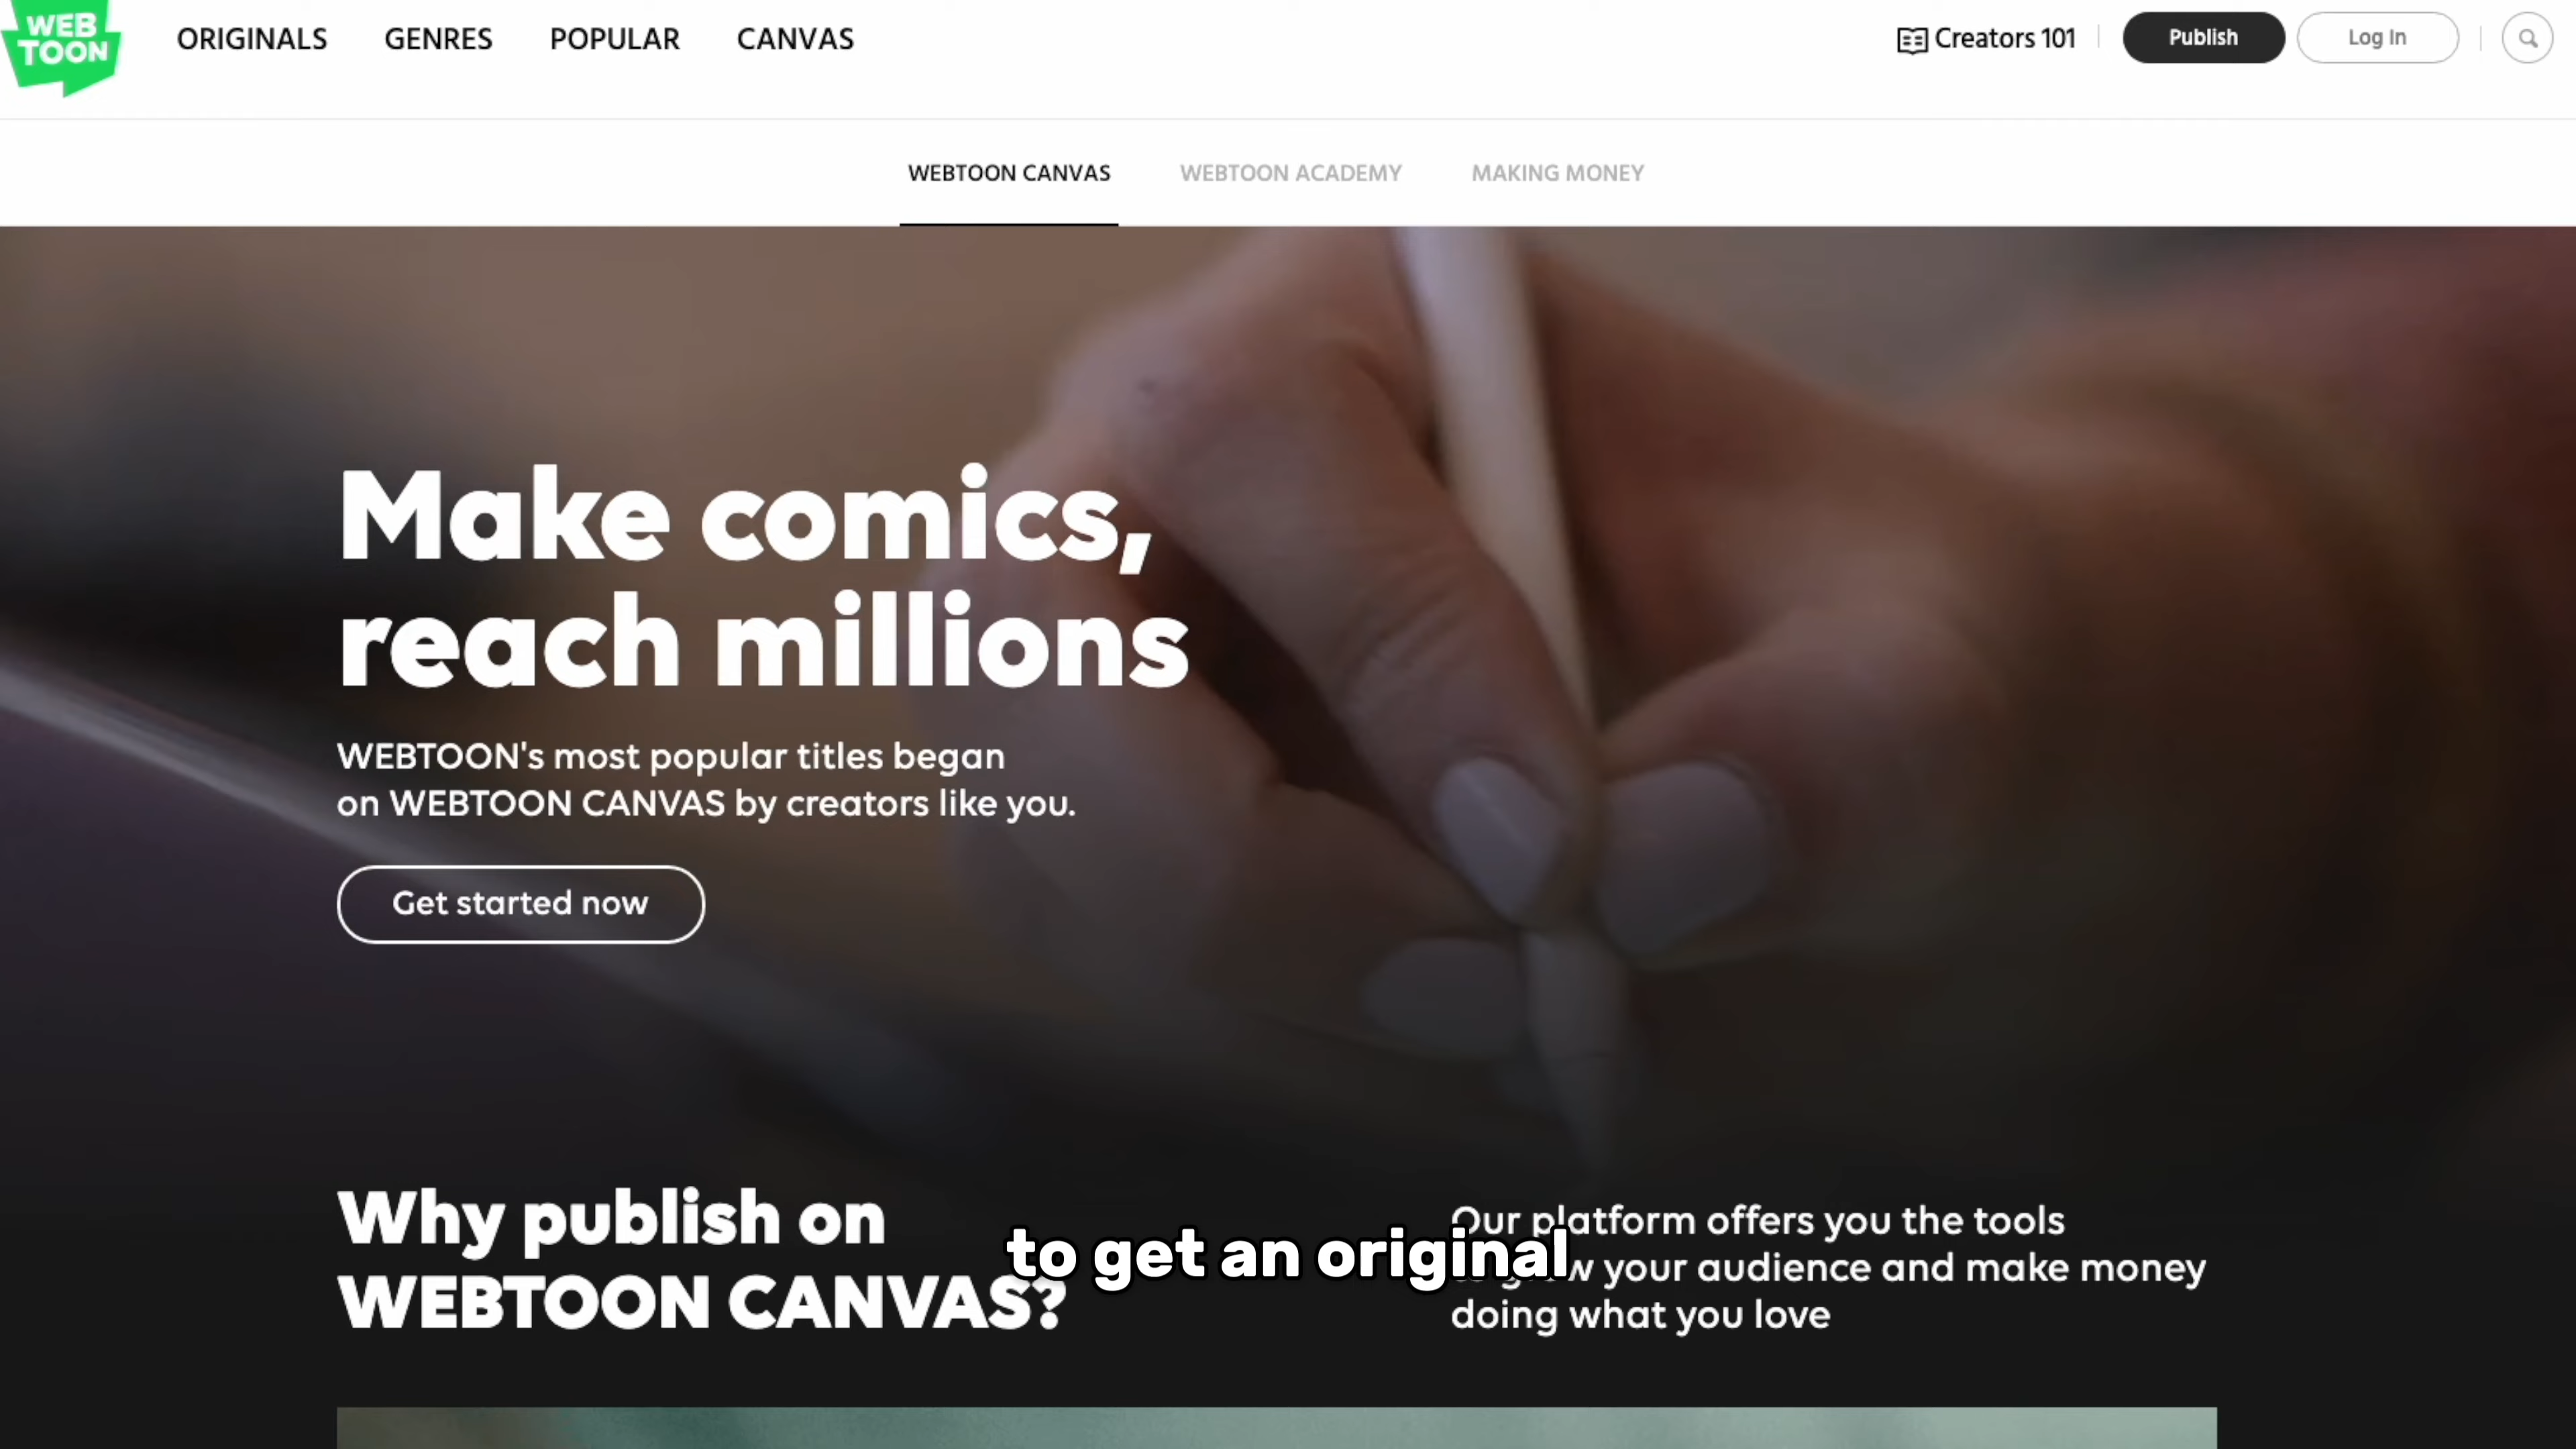 WEB
TOON
ORIGINALS
GENRES
POPULAR
CANVAS
Creators 101
Publish
Log In
WEBTOON CANVAS
WEBTOON ACADEMY
MAKING MONEY
Make comics,
reach millions
WEBTOON's most popular titles began
on WEBTOON CANVAS by creators like you.
Get started now
Why publish on
WEBTOON CANVAS?
Our platform offers you the tools
your audience and make money
doing what you love
to get an original